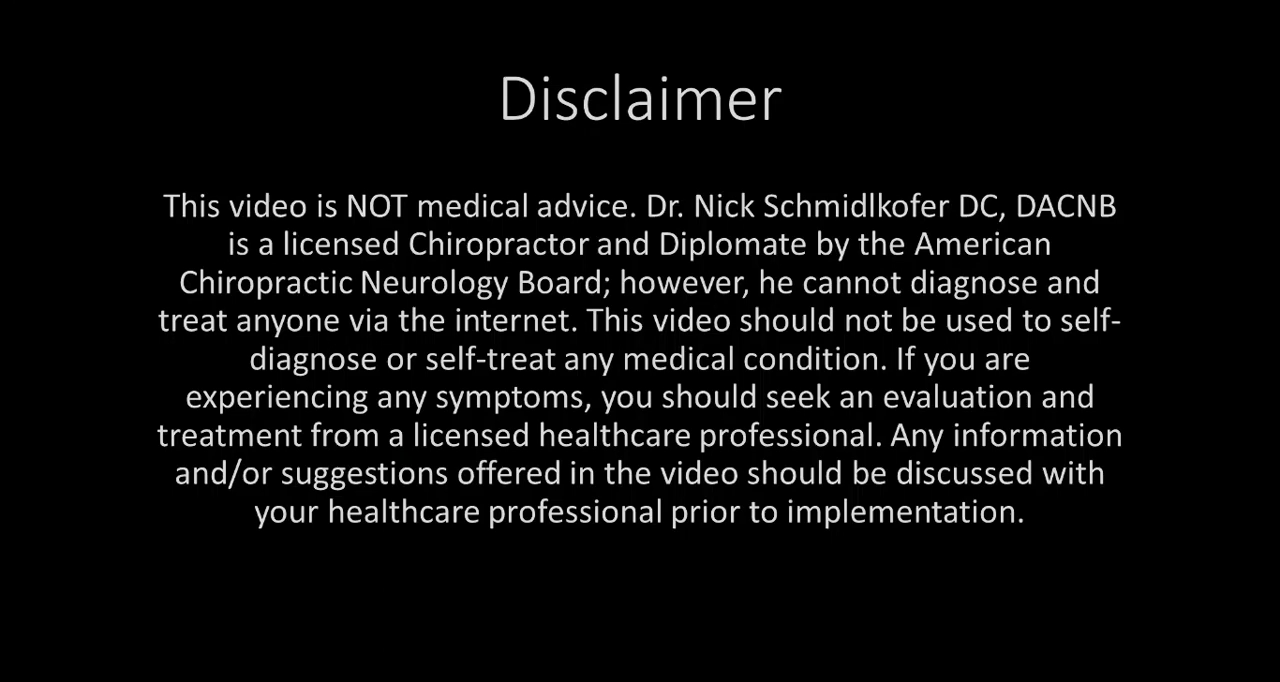 Disclaimer
This video is NOT medical advice. Dr. Nick Schmidlkofer DC, DACNB
is a licensed Chiropractor and Diplomate by the American
Chiropractic Neurology Board; however, he cannot diagnose and
treat anyone via the internet. This video should not be used to self-
diagnose or self-treat any medical condition. If you are
experiencing any symptoms, you should seek an evaluation and
treatment from a licensed healthcare professional. Any information
and/or suggestions offered in the video should be discussed with
your healthcare professional prior to implementation.